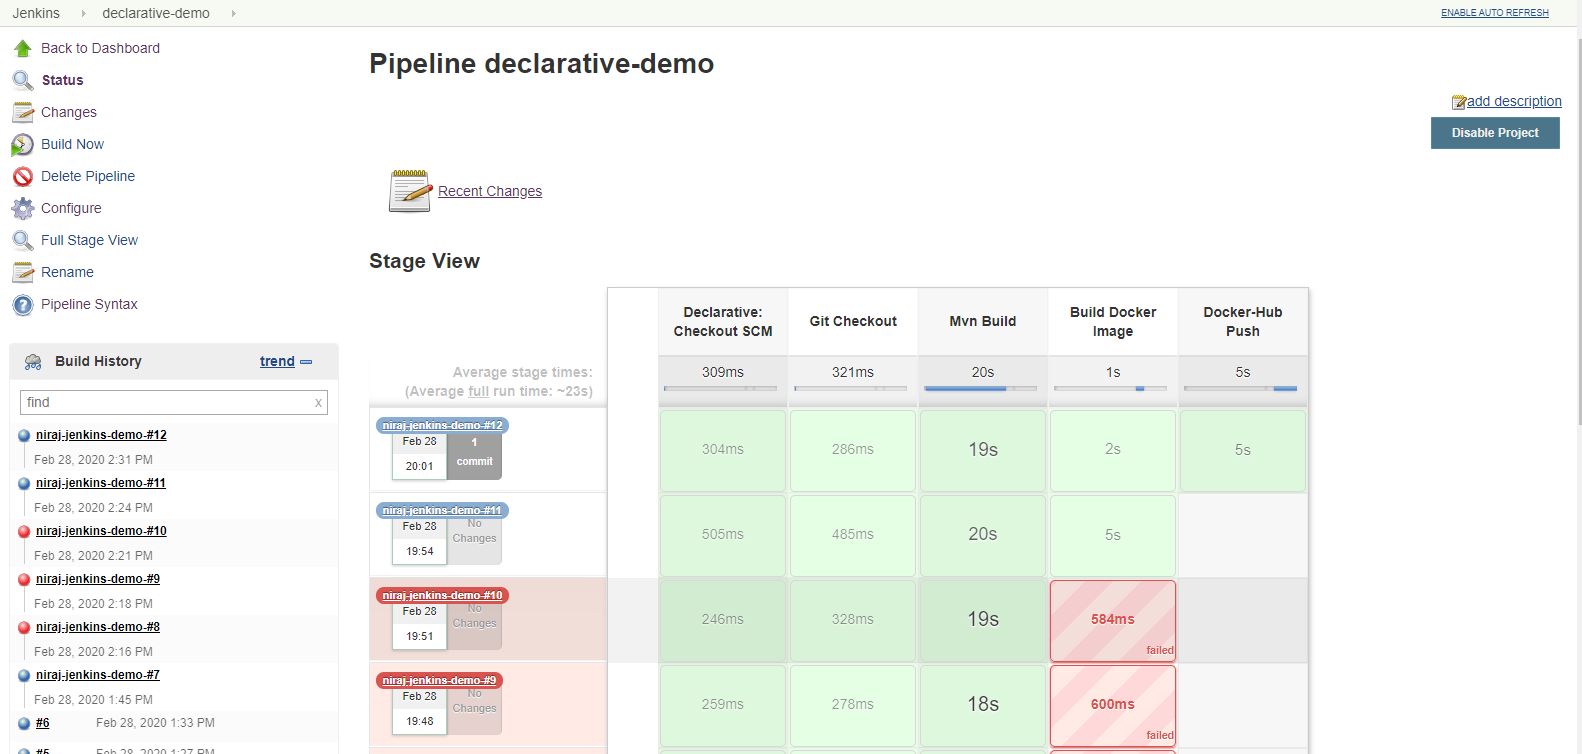 Jenkins declarative-demo
ENABLE AUTO REFRESH
Back to Dashboard
Status
Changes
Build Now
Delete Pipeline
Configure
Full Stage View
Rename
Pipeline Syntax
Build History trend
find x
niraj-jenkins-demo-#12
Feb 28, 2020 2:31 PM
niraj-jenkins-demo-#11
Feb 28, 2020 2:24 PM
niraj-jenkins-demo-#10
Feb 28, 2020 2:21 PM
niraj-jenkins-demo-#9
Feb 28, 2020 2:18 PM
niraj-jenkins-demo-#8
Feb 28, 2020 2:16 PM
niraj-jenkins-demo-#7
Feb 28, 2020 1:45 PM
#6 Feb 28, 2020 1:33 PM
#5 Feb 28, 2020 1:27 PM
Pipeline declarative-demo
add description
Disable Project
Recent Changes
Stage View
Declarative:
Checkout SCM
Git Checkout
Mvn Build
Build Docker
Image
Docker-Hub
Push
Average stage times:
(Average full run time: ~23s)
309ms 321ms 20s 1s 5s
niraj-jenkins-demo-#12
Feb 28
20:01
1
commit
304ms 286ms 19s 2s 5s
niraj-jenkins-demo-#11
Feb 28
19:54
No
Changes
505ms 485ms 20s 5s
niraj-jenkins-demo-#10
Feb 28
19:51
No
Changes
246ms 328ms 19s 584ms
failed
niraj-jenkins-demo-#9
Feb 28
19:48
No
Changes
259ms 278ms 18s 600ms
failed